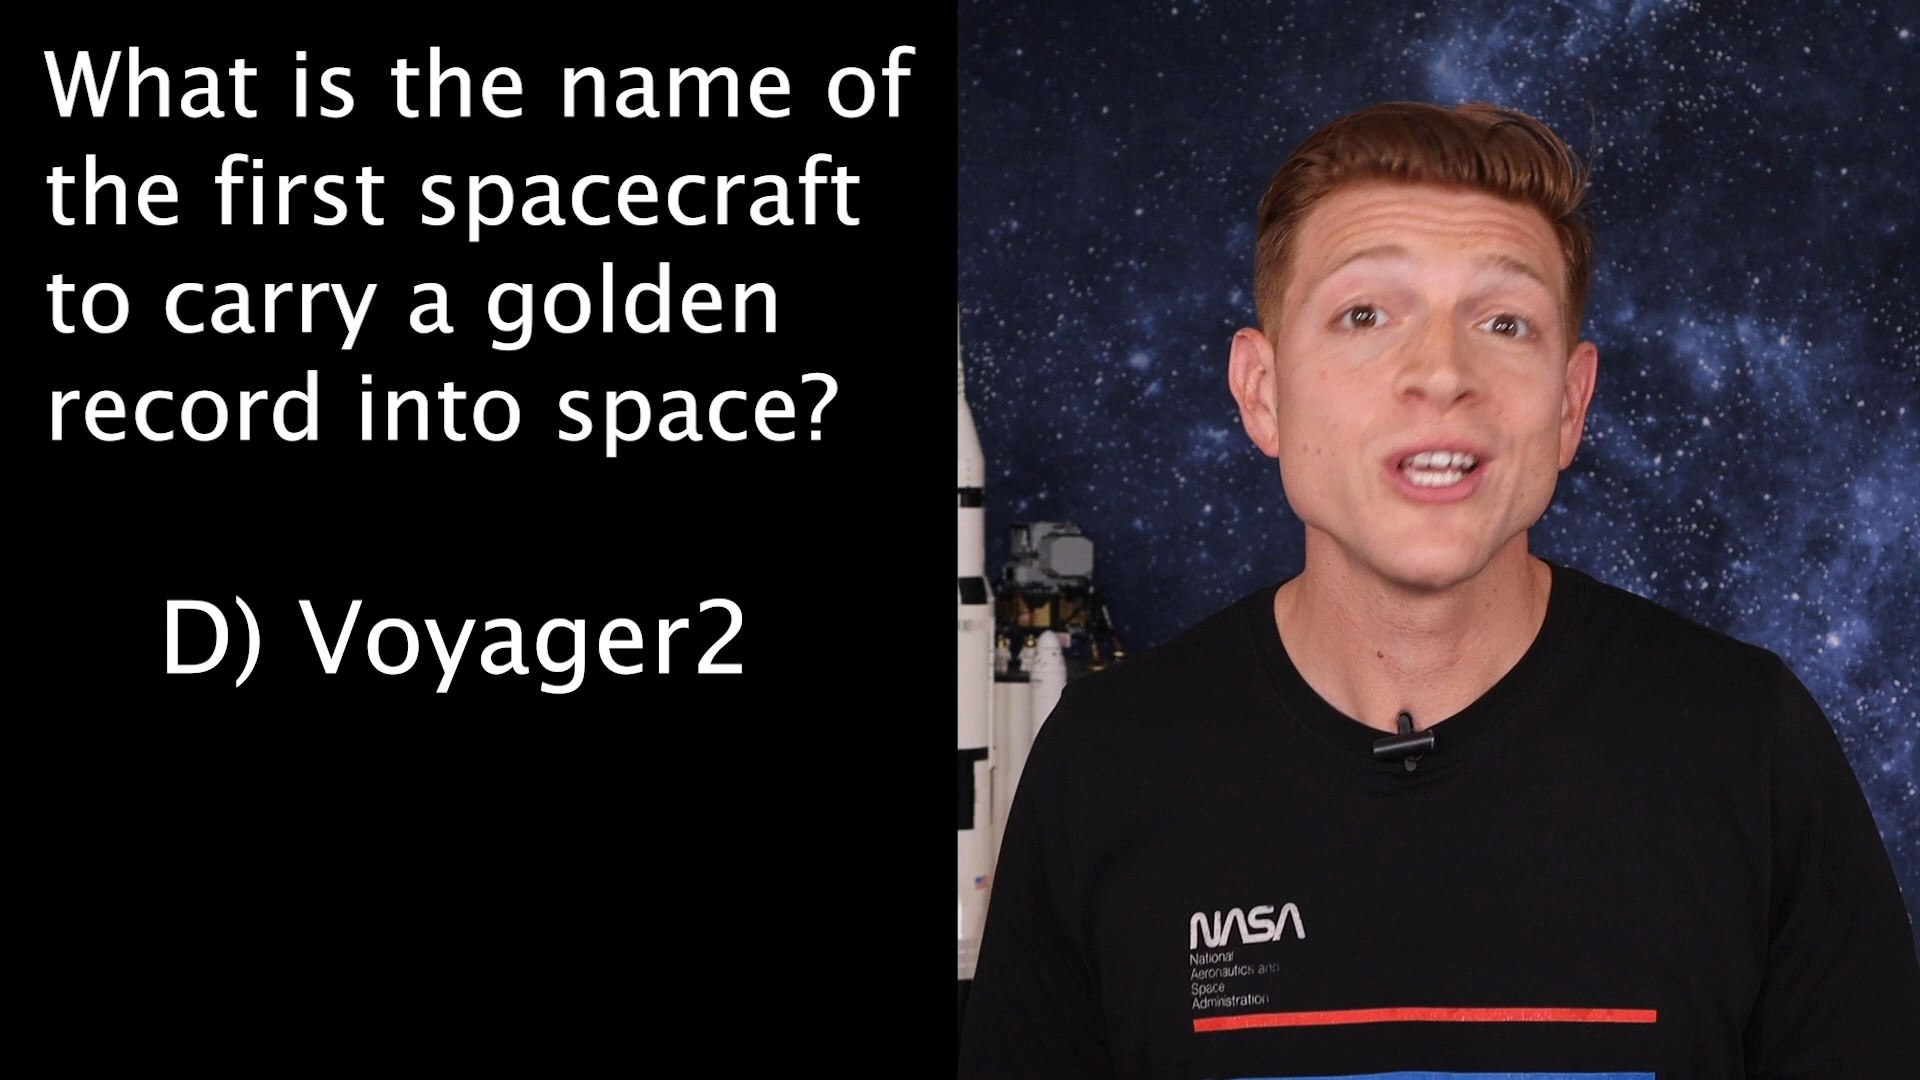 What is the name of
the first spacecraft
to carry a golden
record into space?
D) Voyager2
NASA
National
Aeronautics and
Space
Administration